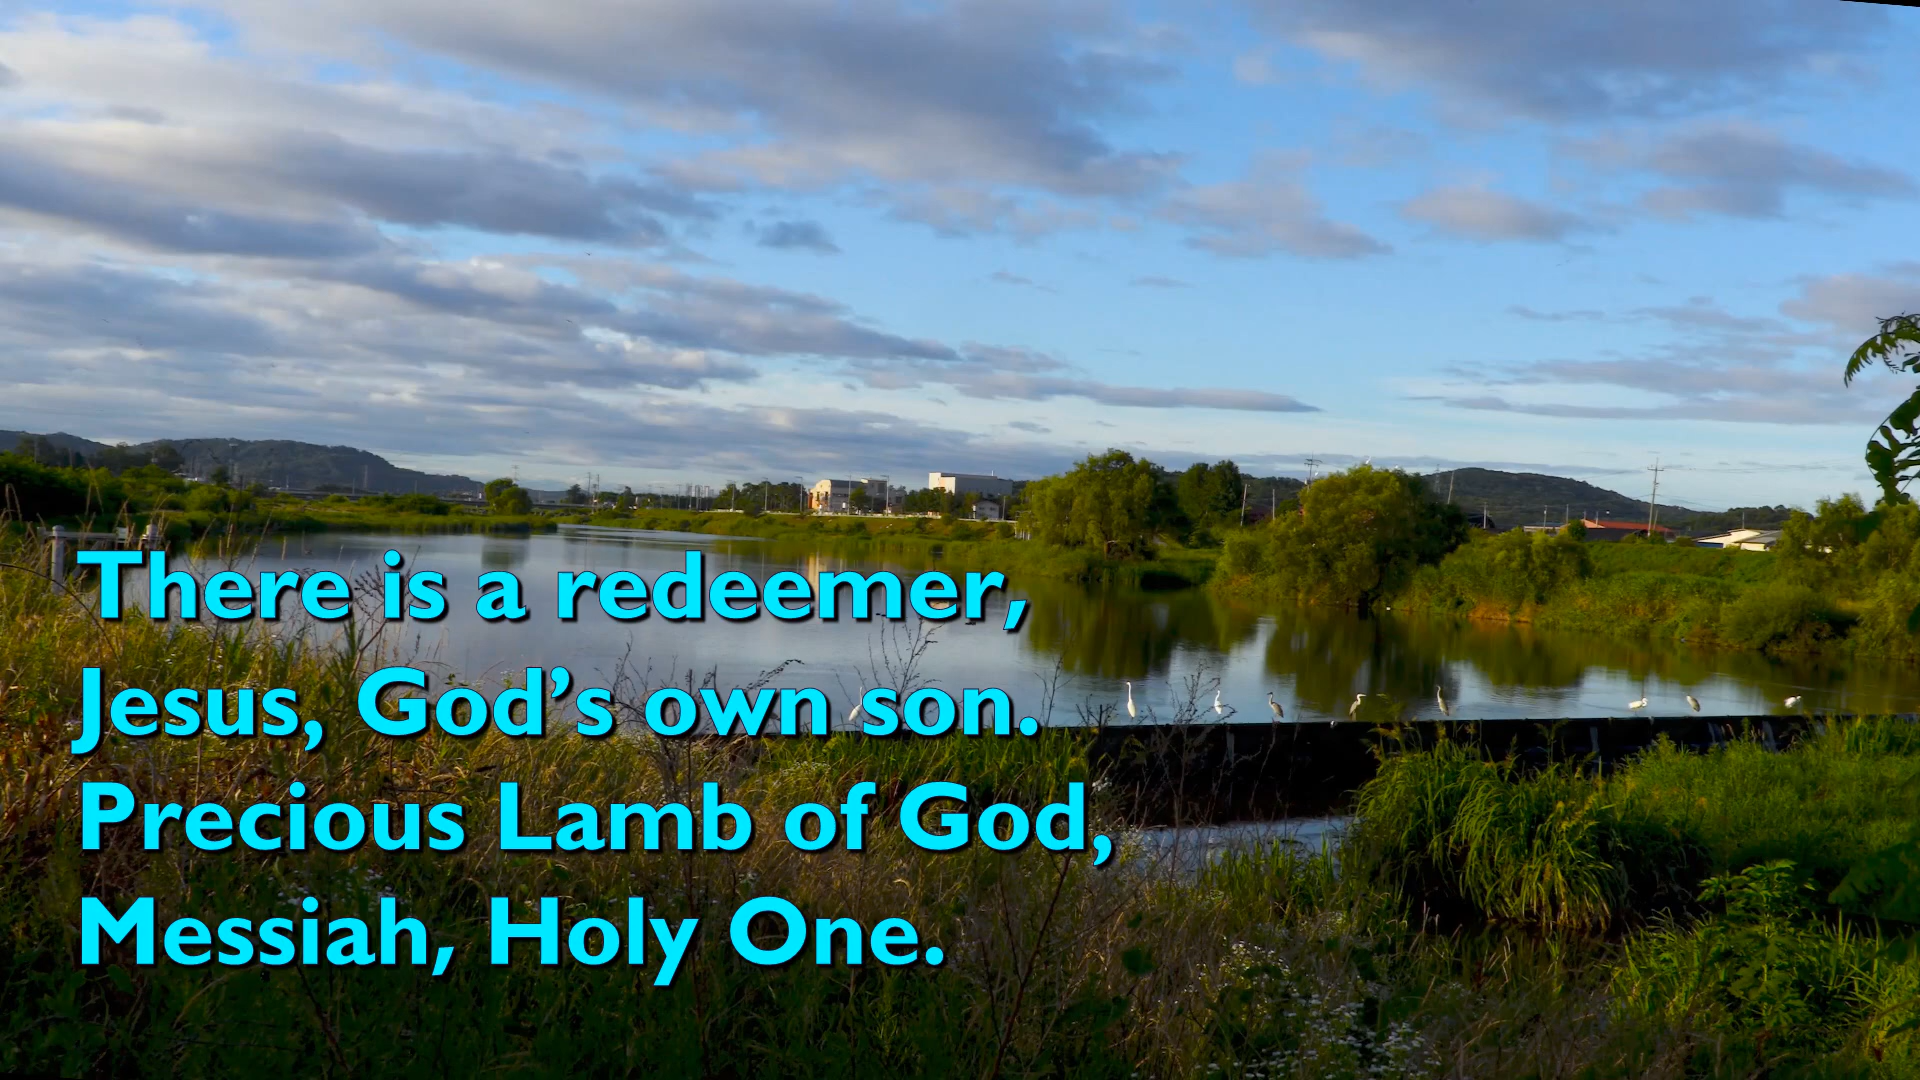 There is a redeemer,
Jesus, God’s own son.
Precious Lamb of God,
Messiah, Holy One.